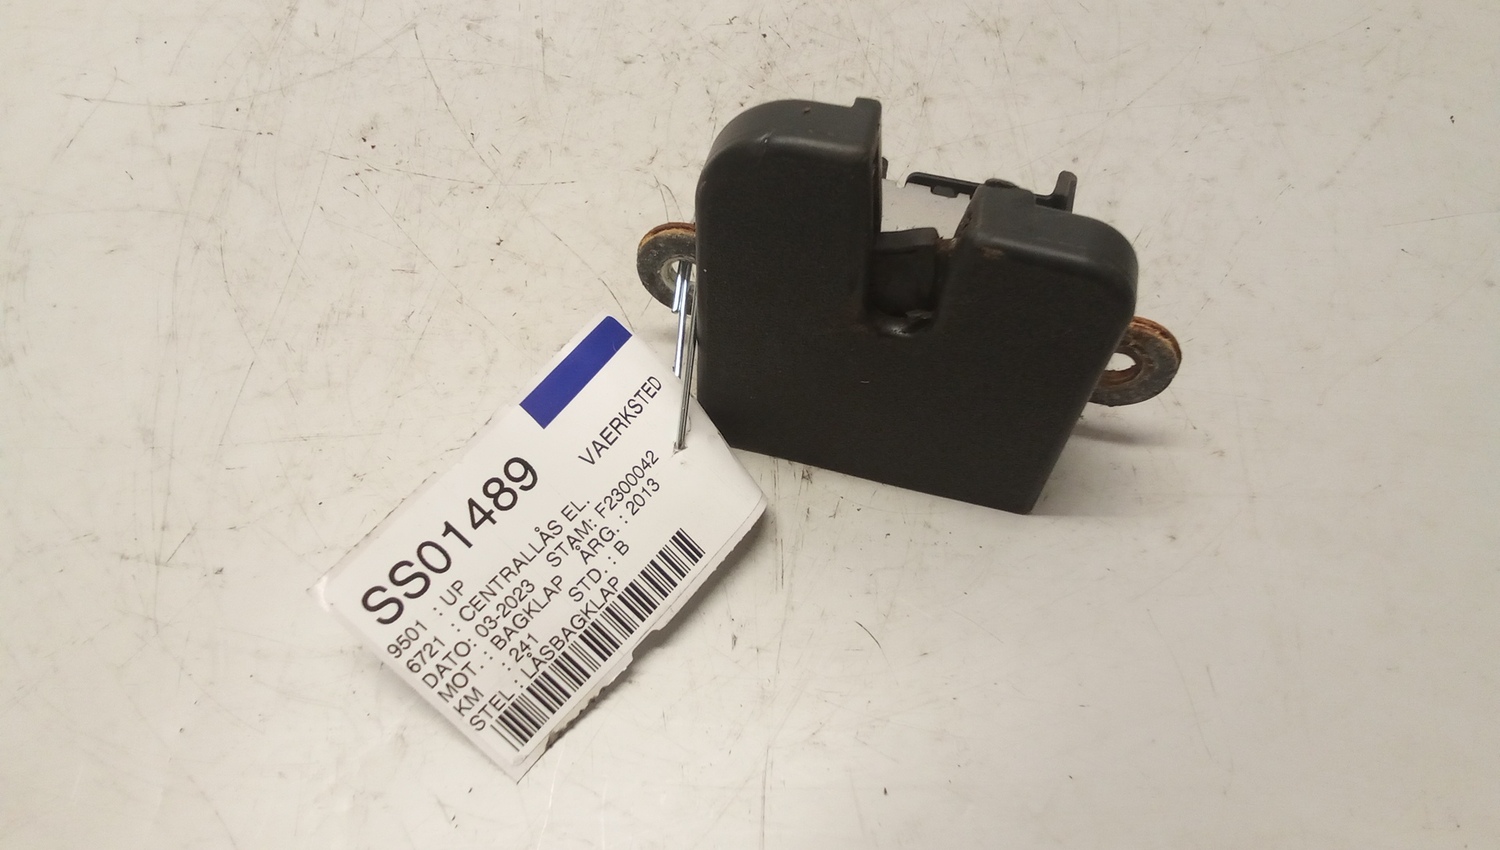 VAERKSTED
SS01489
9501 : UP
6721 : CENTRALLÅS EL.
DATO: 03-2023 STAM: F2300042
MOT. : BAGKLAP ÅRG. : 2013
KM : 241 STD. : B
STEL : LÅSBAGKLAP